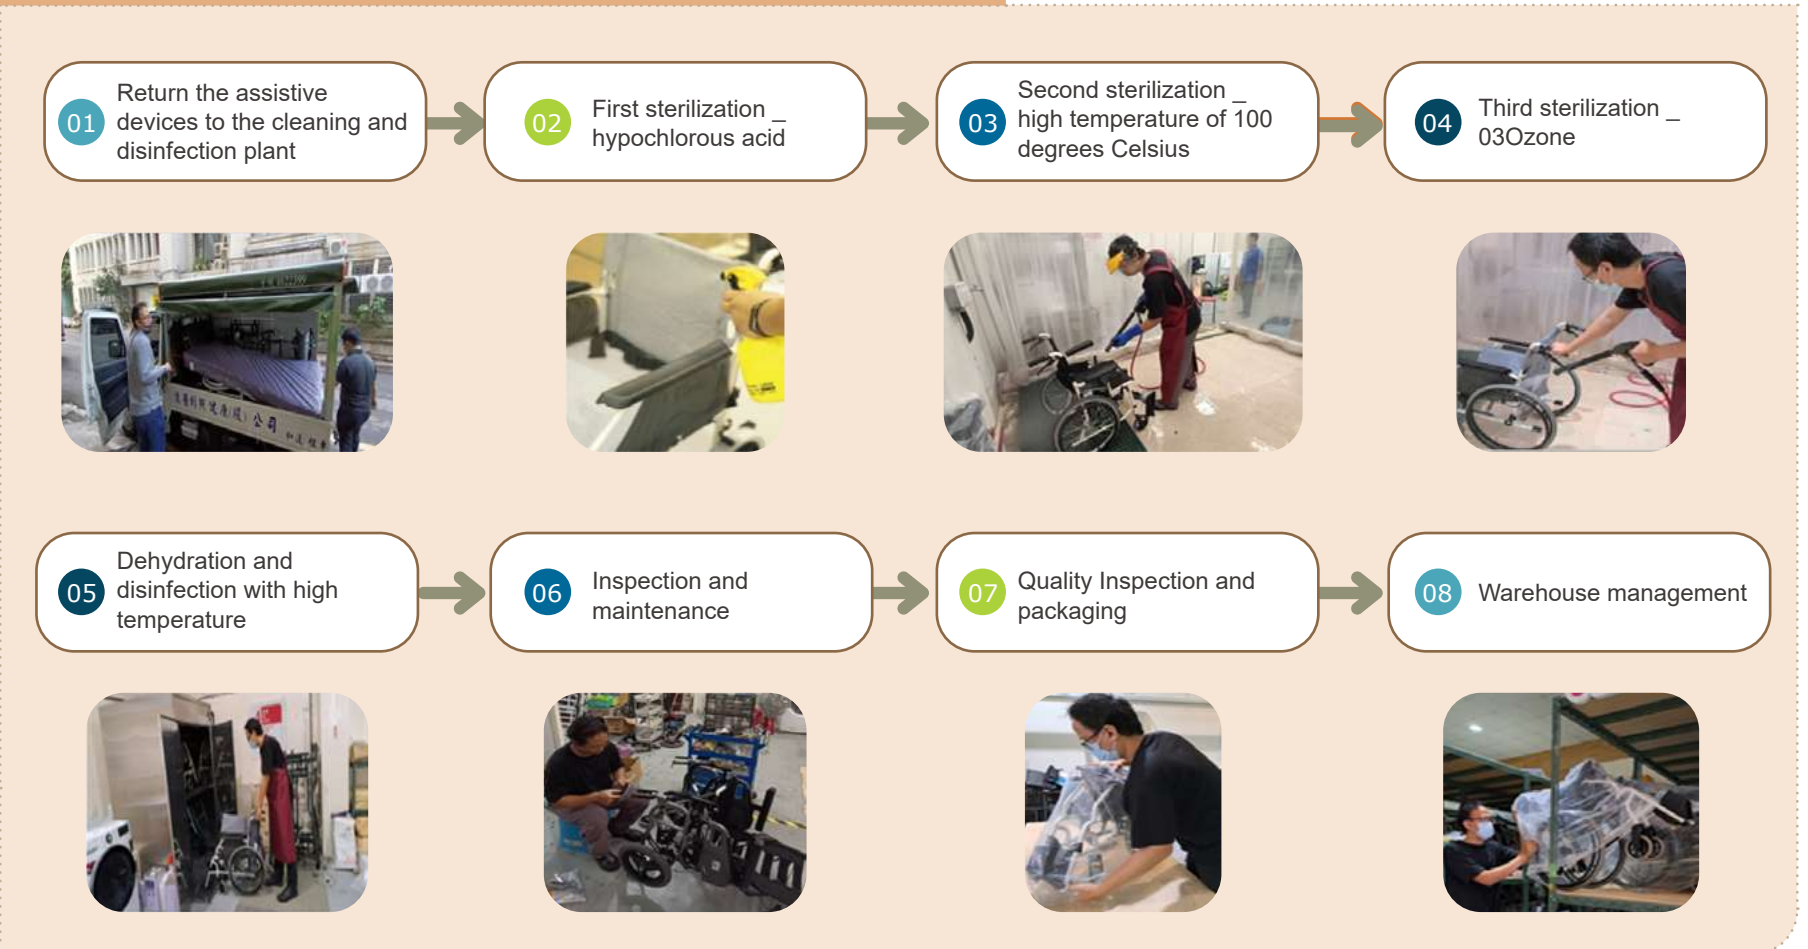 01
Return the assistive
devices to the cleaning and
disinfection plant
02
First sterilization _
hypochlorous acid
03
Second sterilization _
high temperature of 100
degrees Celsius
04
Third sterilization _
03Ozone
公司
05
Dehydration and
disinfection with high
temperature
06
Inspection and
maintenance
07
Quality Inspection and
packaging
08
Warehouse management